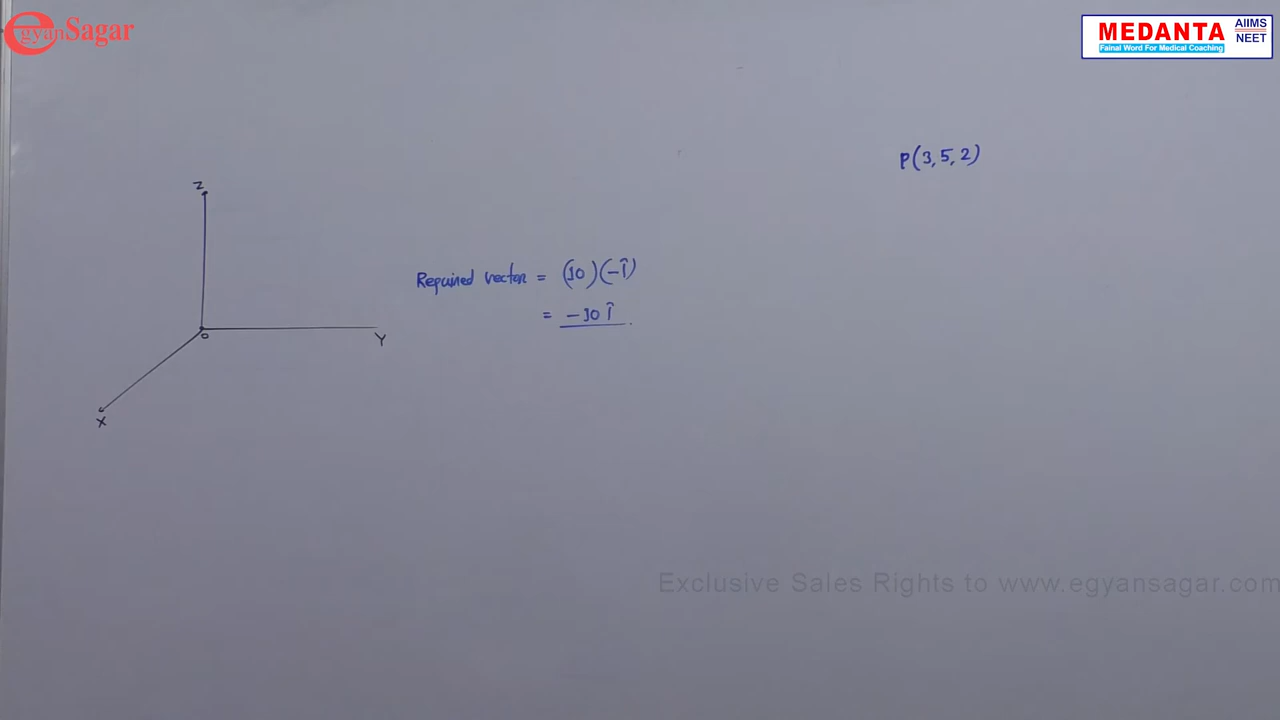 egyanSagar
MEDANTA AIIMS NEET
Fainal Word For Medical Coaching
P(3,5,2)
Z
Required vector = (10)(-î)
= -10 î.
O
Y
X
Exclusive Sales Rights to www.egyansagar.com